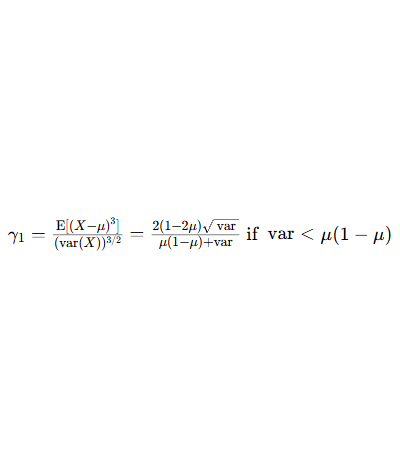 γ₁ = E[(X−μ)³] / (var(X))^{3/2} = 2(1−2μ)√var / μ(1−μ)+var if var < μ(1 − μ)